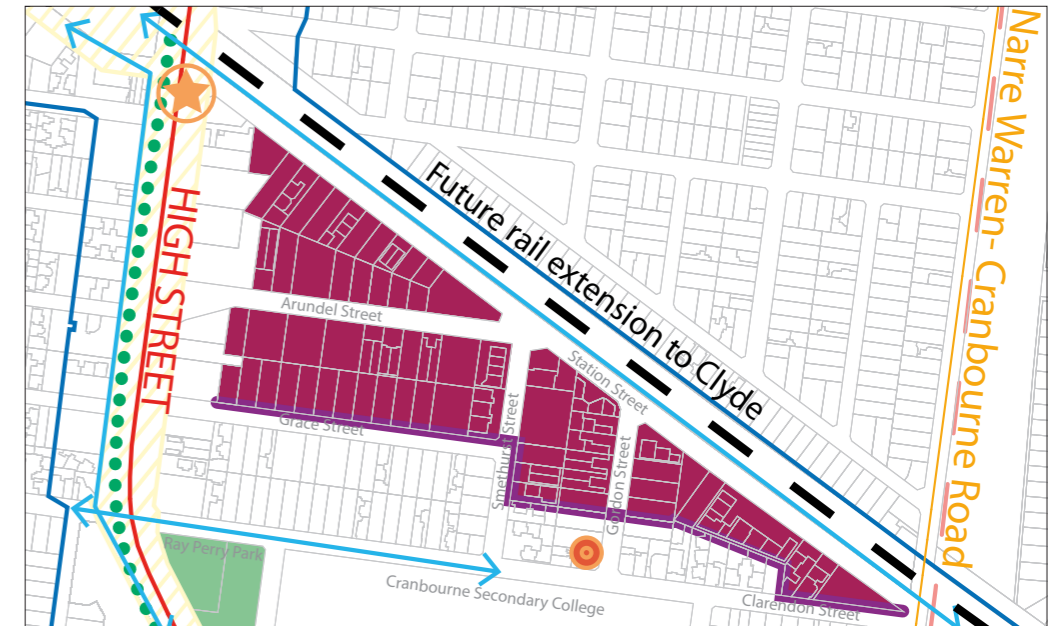 Narre Warren- Cranbourne Road
Future rail extension to Clyde
HIGH STREET
Arundel Street
Station Street
Grace Street
Smethurst Street
Gordon Street
Ray Perry Park
Cranbourne Secondary College
Clarendon Street